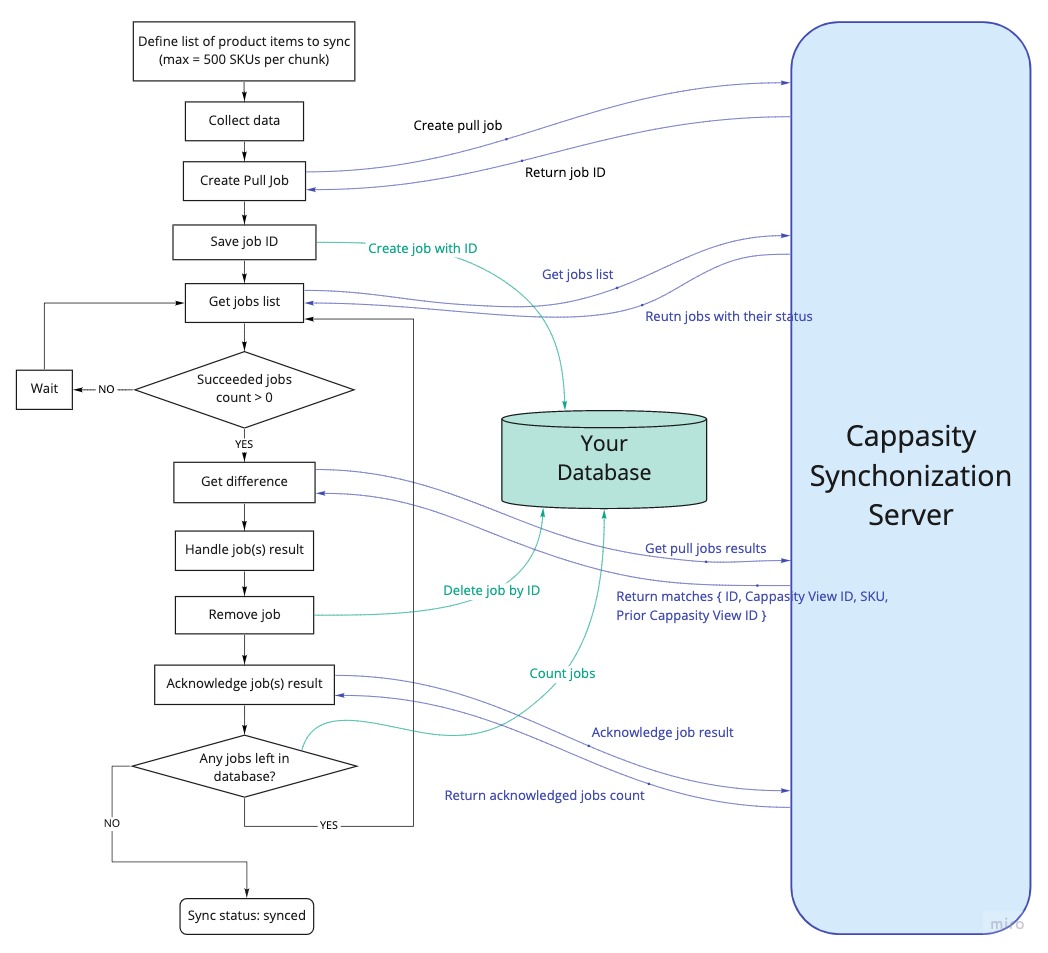 Define list of product items to sync
(max = 500 SKUs per chunk)
Collect data
Create pull job
Return job ID
Create Pull Job
Save job ID
Create job with ID
Get jobs list
Get jobs list
Reutn jobs with their status
Wait
NO
Succeeded jobs
count > 0
YES
Your
Database
Cappasity
Synchonization
Server
Get difference
Get pull jobs results
Handle job(s) result
Return matches { ID, Cappasity View ID, SKU,
Prior Cappasity View ID }
Delete job by ID
Remove job
Count jobs
Acknowledge job(s) result
Acknowledge job result
Any jobs left in
database?
Return acknowledged jobs count
NO
YES
Sync status: synced
miro